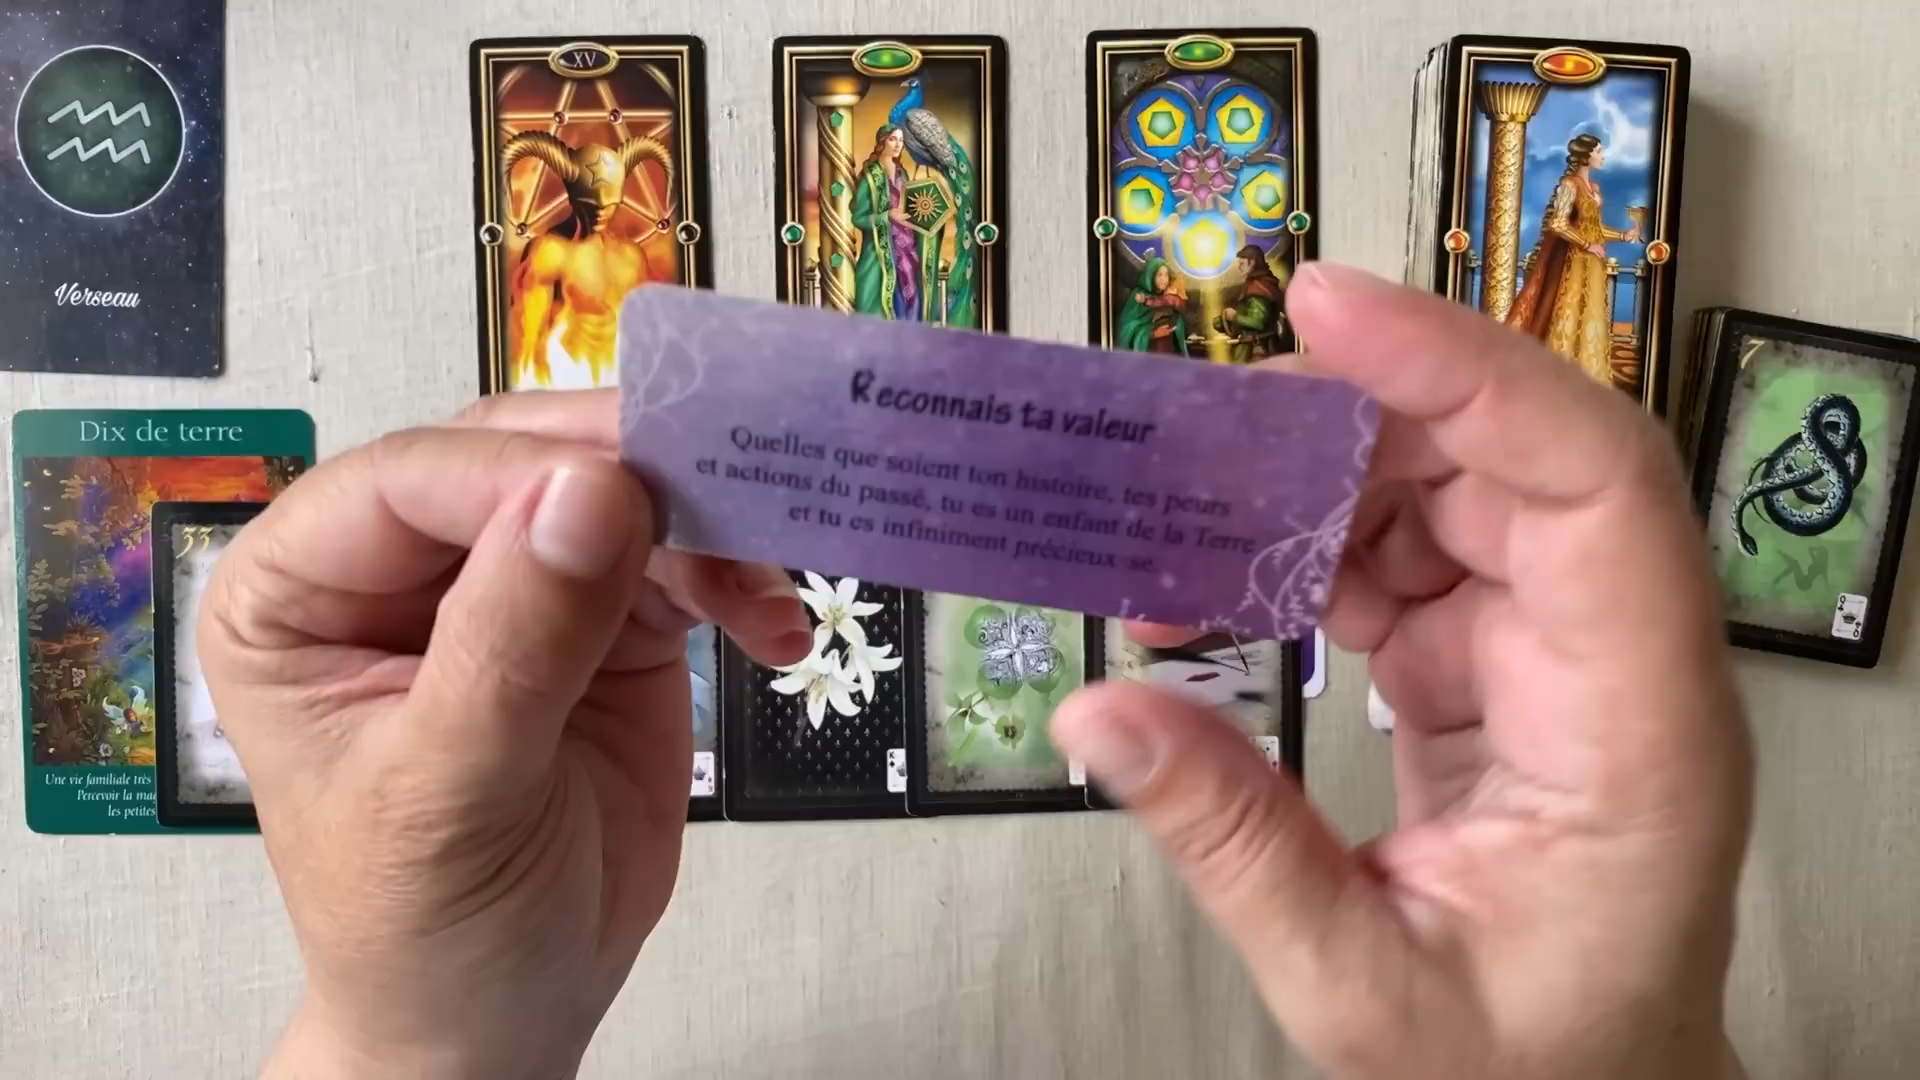 XV
Verseau
Dix de terre
33
Une vie familiale très
Percevoir la
les petites
Reconnais ta valeur
Quelles que soient ton histoire, tes peurs
et actions du passé, tu es un enfant de la Terre
et tu es infiniment précieux·se.
7
Q
K